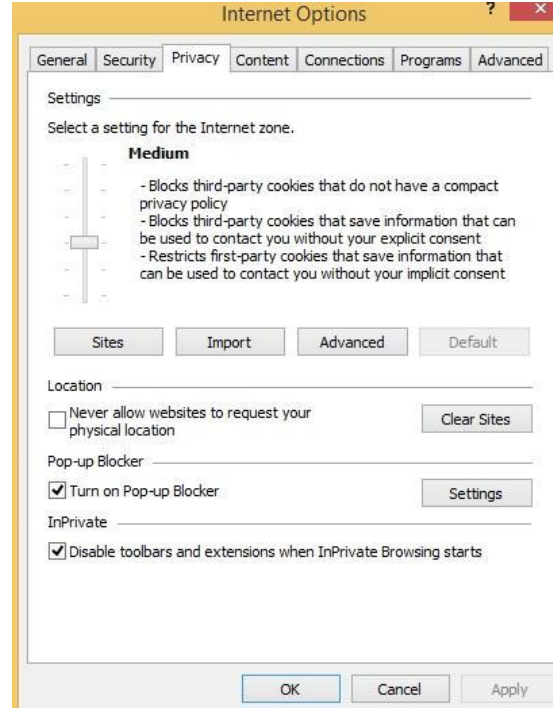 Internet Options
?
General Security Privacy Content Connections Programs Advanced
Settings
Select a setting for the Internet zone.
Medium
- Blocks third-party cookies that do not have a compact
privacy policy
- Blocks third-party cookies that save information that can
be used to contact you without your explicit consent
- Restricts first-party cookies that save information that
can be used to contact you without your implicit consent
Sites Import Advanced Default
Location
Never allow websites to request your
physical location
Clear Sites
Pop-up Blocker
Turn on Pop-up Blocker
Settings
InPrivate
Disable toolbars and extensions when InPrivate Browsing starts
OK Cancel Apply